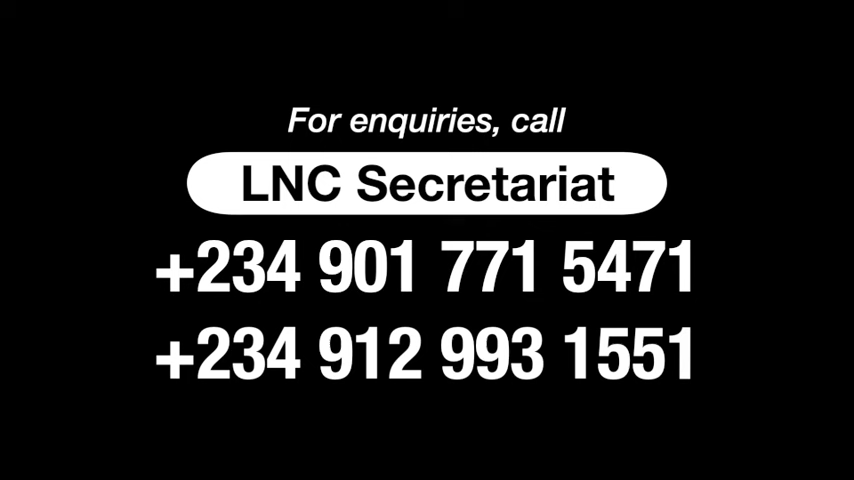 For enquiries, call
LNC Secretariat
+234 901 771 5471
+234 912 993 1551